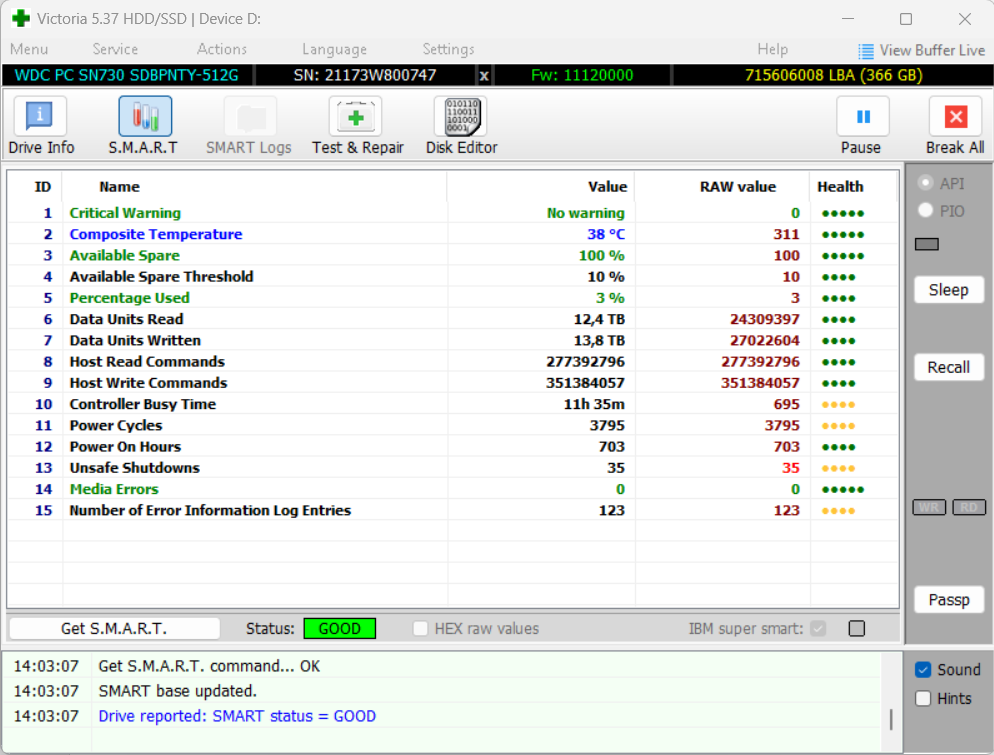 Victoria 5.37 HDD/SSD | Device D:
Menu Service Actions Language Settings Help View Buffer Live
WDC PC SN730 SDBPNTY-512G SN: 21173W800747 x Fw: 11120000 715606008 LBA (366 GB)
Drive Info S.M.A.R.T SMART Logs Test & Repair Disk Editor Pause Break All
010110
110011
101000
0001
ID Name Value RAW value Health
1 Critical Warning No warning 0
2 Composite Temperature 38 °C 311
3 Available Spare 100 % 100
4 Available Spare Threshold 10 % 10
5 Percentage Used 3 % 3
6 Data Units Read 12,4 TB 24309397
7 Data Units Written 13,8 TB 27022604
8 Host Read Commands 277392796 277392796
9 Host Write Commands 351384057 351384057
10 Controller Busy Time 11h 35m 695
11 Power Cycles 3795 3795
12 Power On Hours 703 703
13 Unsafe Shutdowns 35 35
14 Media Errors 0 0
15 Number of Error Information Log Entries 123 123
API
PIO
Sleep
Recall
WR RD
Passp
Get S.M.A.R.T. Status: GOOD HEX raw values IBM super smart:
14:03:07 Get S.M.A.R.T. command... OK
14:03:07 SMART base updated.
14:03:07 Drive reported: SMART status = GOOD
Sound
Hints